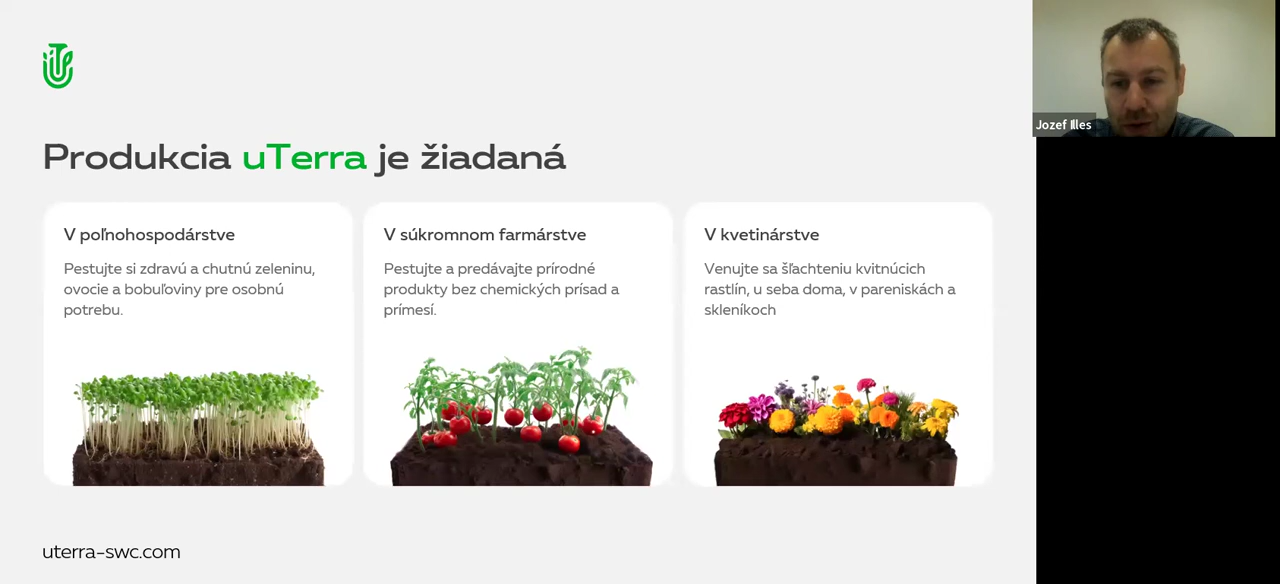 Produkcia uTerra je žiadaná
V poľnohospodárstve
Pestujte si zdravú a chutnú zeleninu,
ovocie a bobuľoviny pre osobnú
potrebu.
V súkromnom farmárstve
Pestujte a predávajte prírodné
produkty bez chemických prísad a
prímesí.
V kvetinárstve
Venujte sa šľachteniu kvitnúcich
rastlín, u seba doma, v pareniskách a
skleníkoch
uterra-swc.com
Jozef Illes